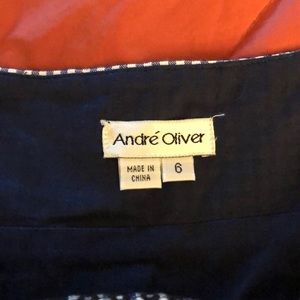 André Oliver
MADE IN
CHINA
6